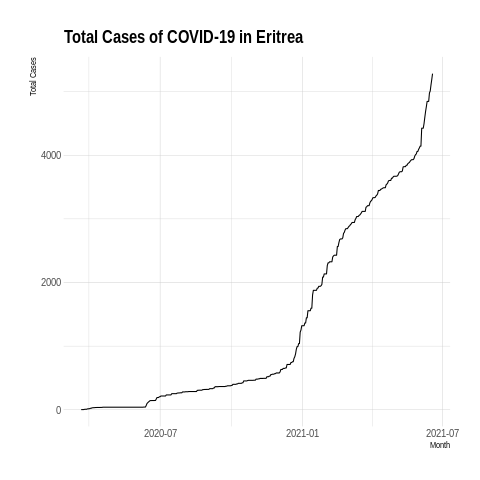 Total Cases of COVID-19 in Eritrea
Total Cases
4000
2000
0
2020-07
2021-01
2021-07
Month